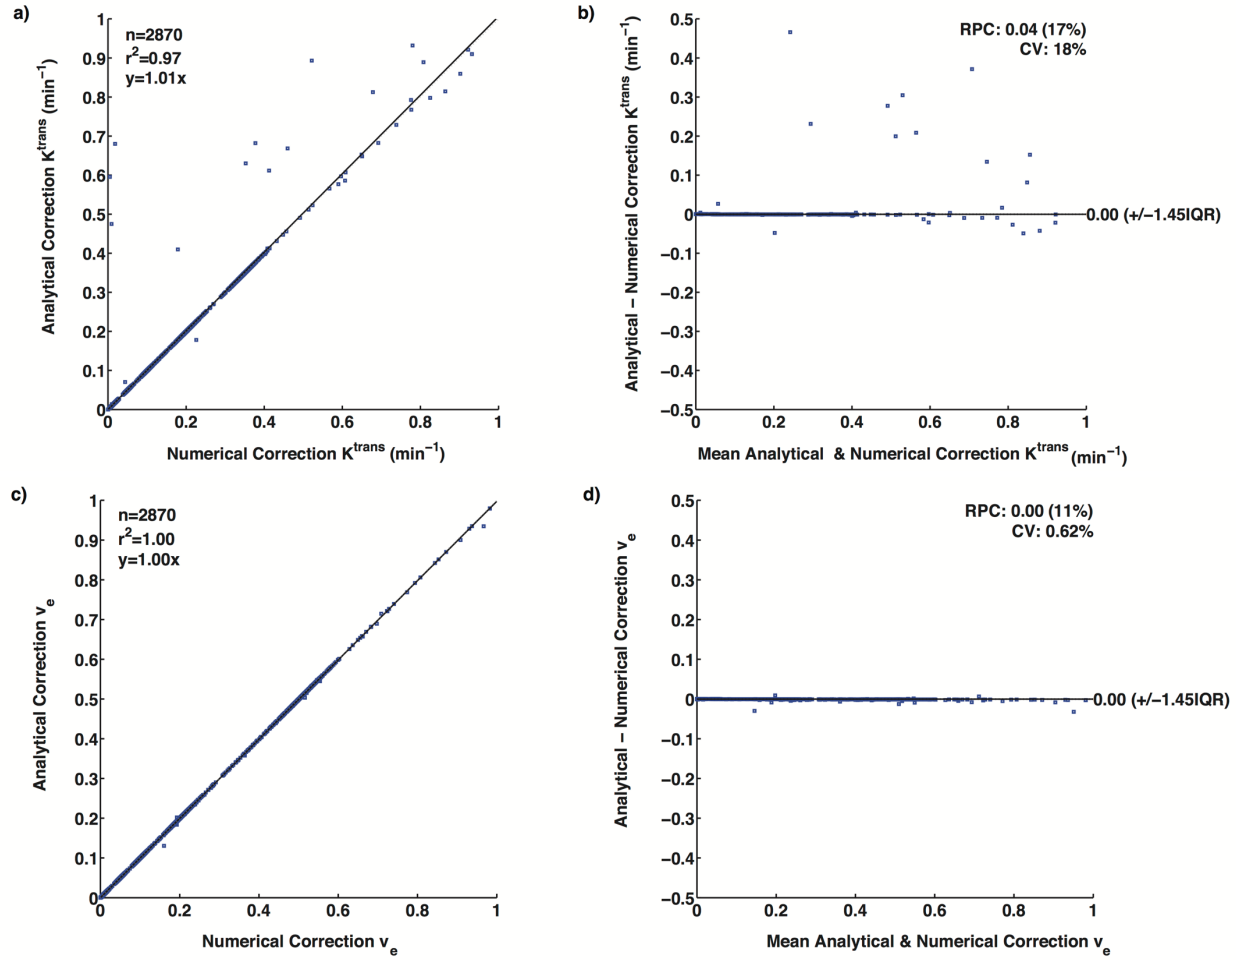 a)
n=2870
r²=0.97
y=1.01x
1
0.9
0.8
0.7
0.6
0.5
0.4
0.3
0.2
0.1
0
Analytical Correction K^trans (min⁻¹)
0 0.2 0.4 0.6 0.8 1
Numerical Correction K^trans (min⁻¹)
b)
RPC: 0.04 (17%)
CV: 18%
0.5
0.4
0.3
0.2
0.1
0
−0.1
−0.2
−0.3
−0.4
−0.5
0.00 (+/−1.45IQR)
Analytical − Numerical Correction K^trans (min⁻¹)
0 0.2 0.4 0.6 0.8 1
Mean Analytical & Numerical Correction K^trans (min⁻¹)
c)
n=2870
r²=1.00
y=1.00x
1
0.9
0.8
0.7
0.6
0.5
0.4
0.3
0.2
0.1
0
Analytical Correction v_e
0 0.2 0.4 0.6 0.8 1
Numerical Correction v_e
d)
RPC: 0.00 (11%)
CV: 0.62%
0.5
0.4
0.3
0.2
0.1
0
−0.1
−0.2
−0.3
−0.4
−0.5
0.00 (+/−1.45IQR)
Analytical − Numerical Correction v_e
0 0.2 0.4 0.6 0.8 1
Mean Analytical & Numerical Correction v_e